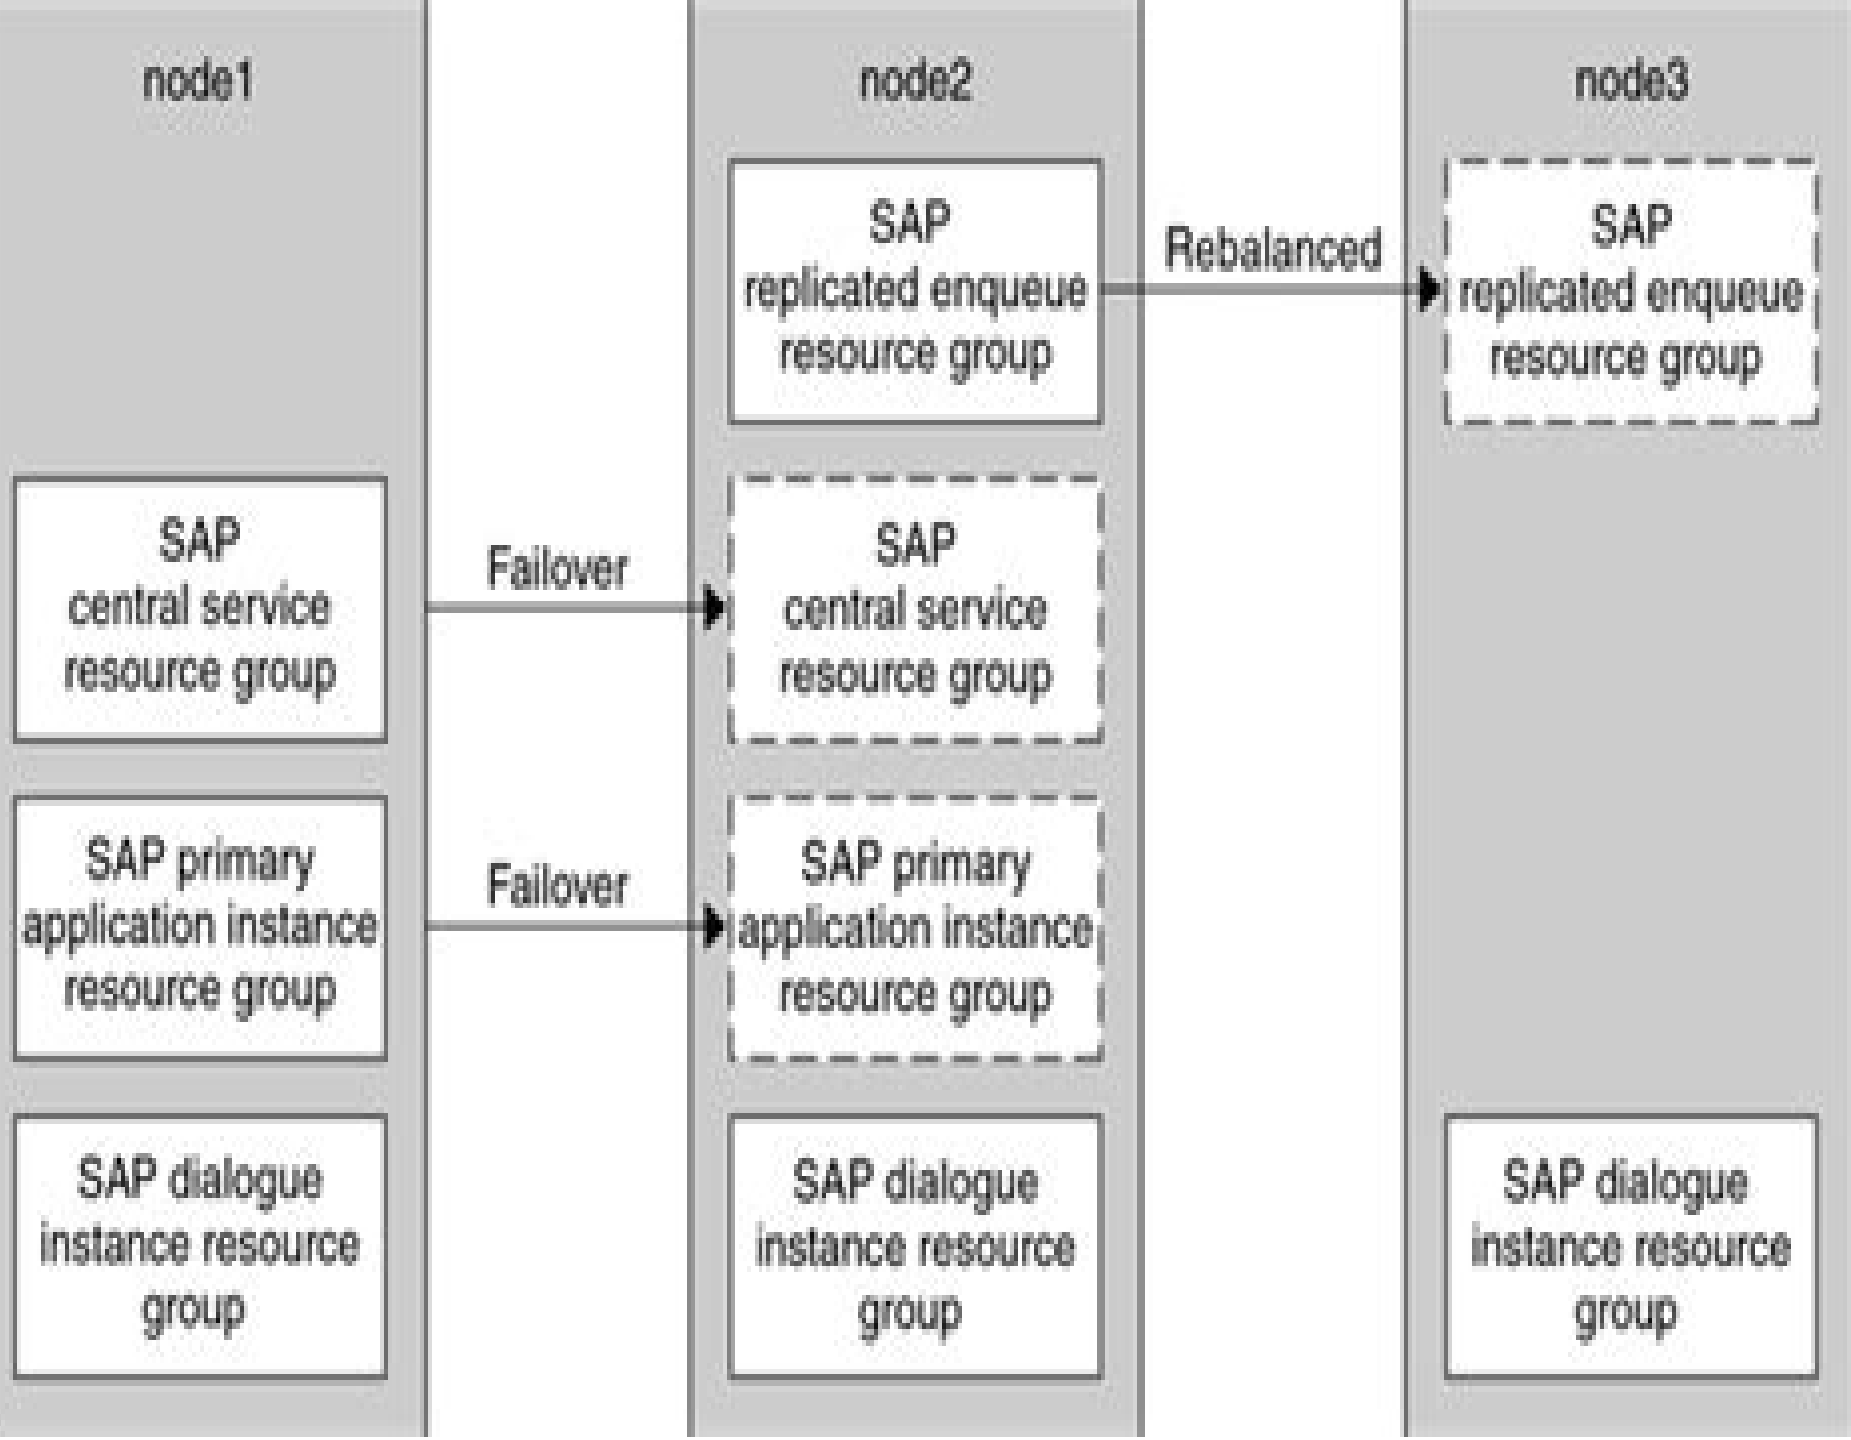 node1
SAP
central service
resource group
SAP primary
application instance
resource group
SAP dialogue
instance resource
group
Failover
Failover
node2
SAP
replicated enqueue
resource group
SAP
central service
resource group
SAP primary
application instance
resource group
SAP dialogue
instance resource
group
Rebalanced
node3
SAP
replicated enqueue
resource group
SAP dialogue
instance resource
group